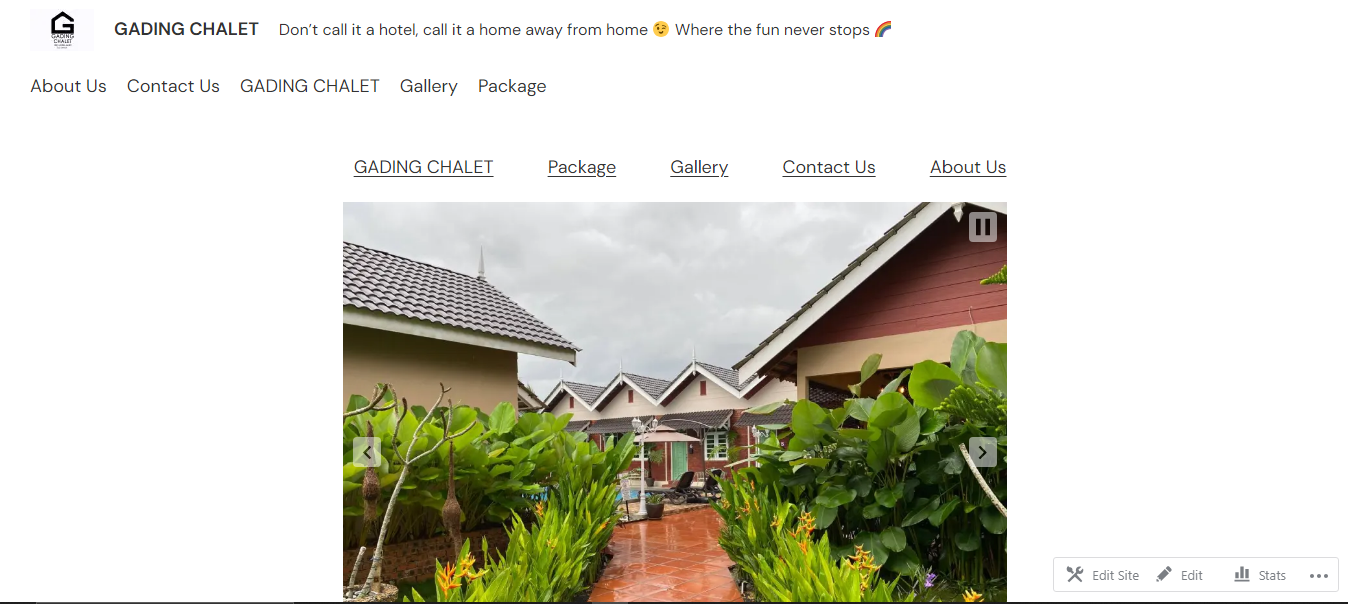 GADING CHALET
GADING CHALET Don’t call it a hotel, call it a home away from home 😉 Where the fun never stops 🌈
About Us Contact Us GADING CHALET Gallery Package
GADING CHALET Package Gallery Contact Us About Us
Edit Site Edit Stats